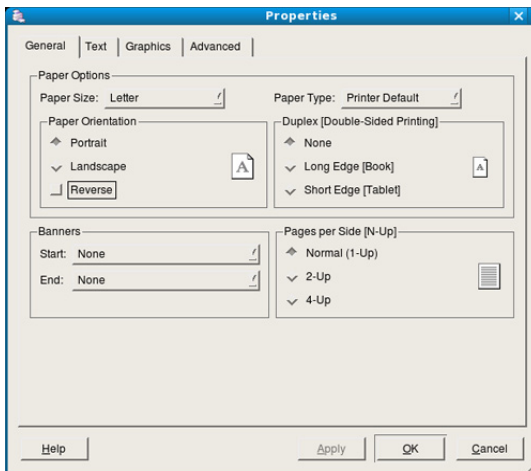 Properties
General Text Graphics Advanced
Paper Options
Paper Size: Letter
Paper Type: Printer Default
Paper Orientation
Portrait
Landscape
Reverse
A
Duplex [Double-Sided Printing]
None
Long Edge [Book]
Short Edge [Tablet]
A
Banners
Start: None
End: None
Pages per Side [N-Up]
Normal (1-Up)
2-Up
4-Up
Help
Apply
OK
Cancel